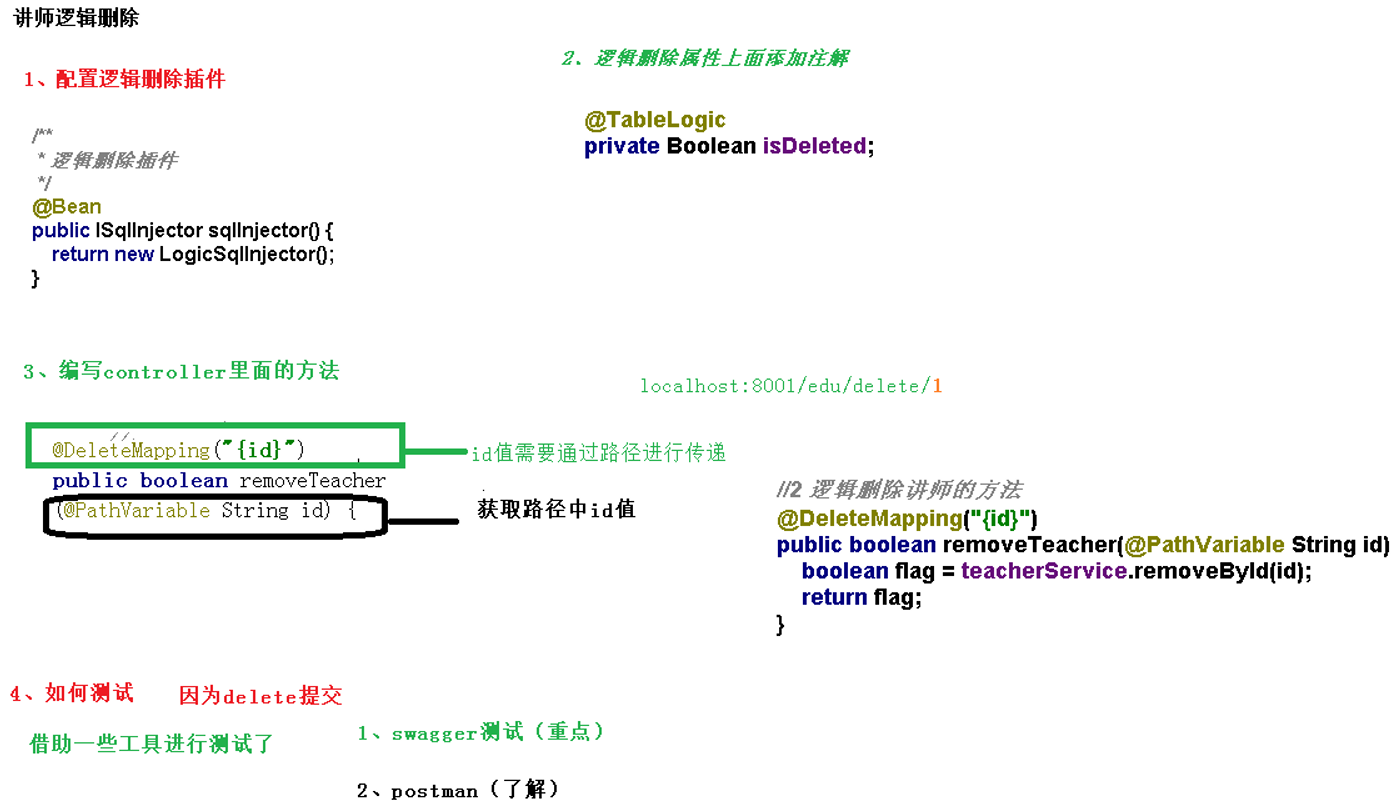 讲师逻辑删除
1、配置逻辑删除插件
/**
* 逻辑删除插件
*/
@Bean
public ISqlInjector sqlInjector() {
return new LogicSqlInjector();
}
2、逻辑删除属性上面添加注解
@TableLogic
private Boolean isDeleted;
3、编写controller里面的方法
localhost:8001/edu/delete/1
//
@DeleteMapping("{id}")
public boolean removeTeacher
(@PathVariable String id) {
id值需要通过路径进行传递
获取路径中id值
//2 逻辑删除讲师的方法
@DeleteMapping("{id}")
public boolean removeTeacher(@PathVariable String id)
boolean flag = teacherService.removeById(id);
return flag;
}
4、如何测试 因为delete提交
借助一些工具进行测试了
1、swagger测试（重点）
2、postman（了解）